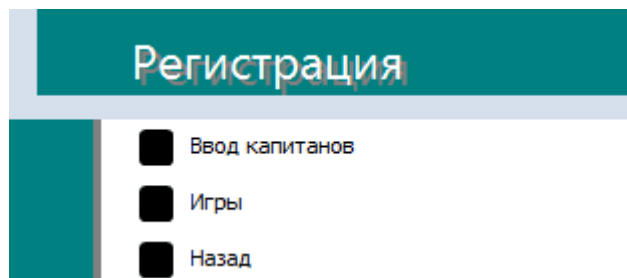 Регистрация
Ввод капитанов
Игры
Назад